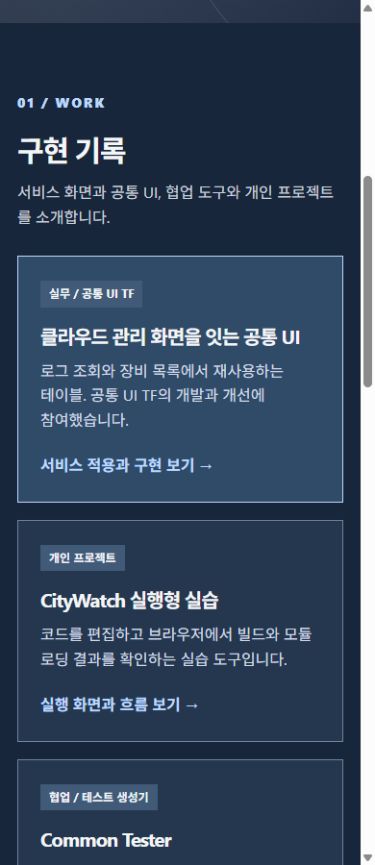 01 / WORK
구현 기록
서비스 화면과 공통 UI, 협업 도구와 개인 프로젝트
를 소개합니다.
실무 / 공통 UI TF
클라우드 관리 화면을 잇는 공통 UI
로그 조회와 장비 목록에서 재사용하는
테이블. 공통 UI TF의 개발과 개선에
참여했습니다.
서비스 적용과 구현 보기 →
개인 프로젝트
CityWatch 실행형 실습
코드를 편집하고 브라우저에서 빌드와 모듈
로딩 결과를 확인하는 실습 도구입니다.
실행 화면과 흐름 보기 →
협업 / 테스트 생성기
Common Tester